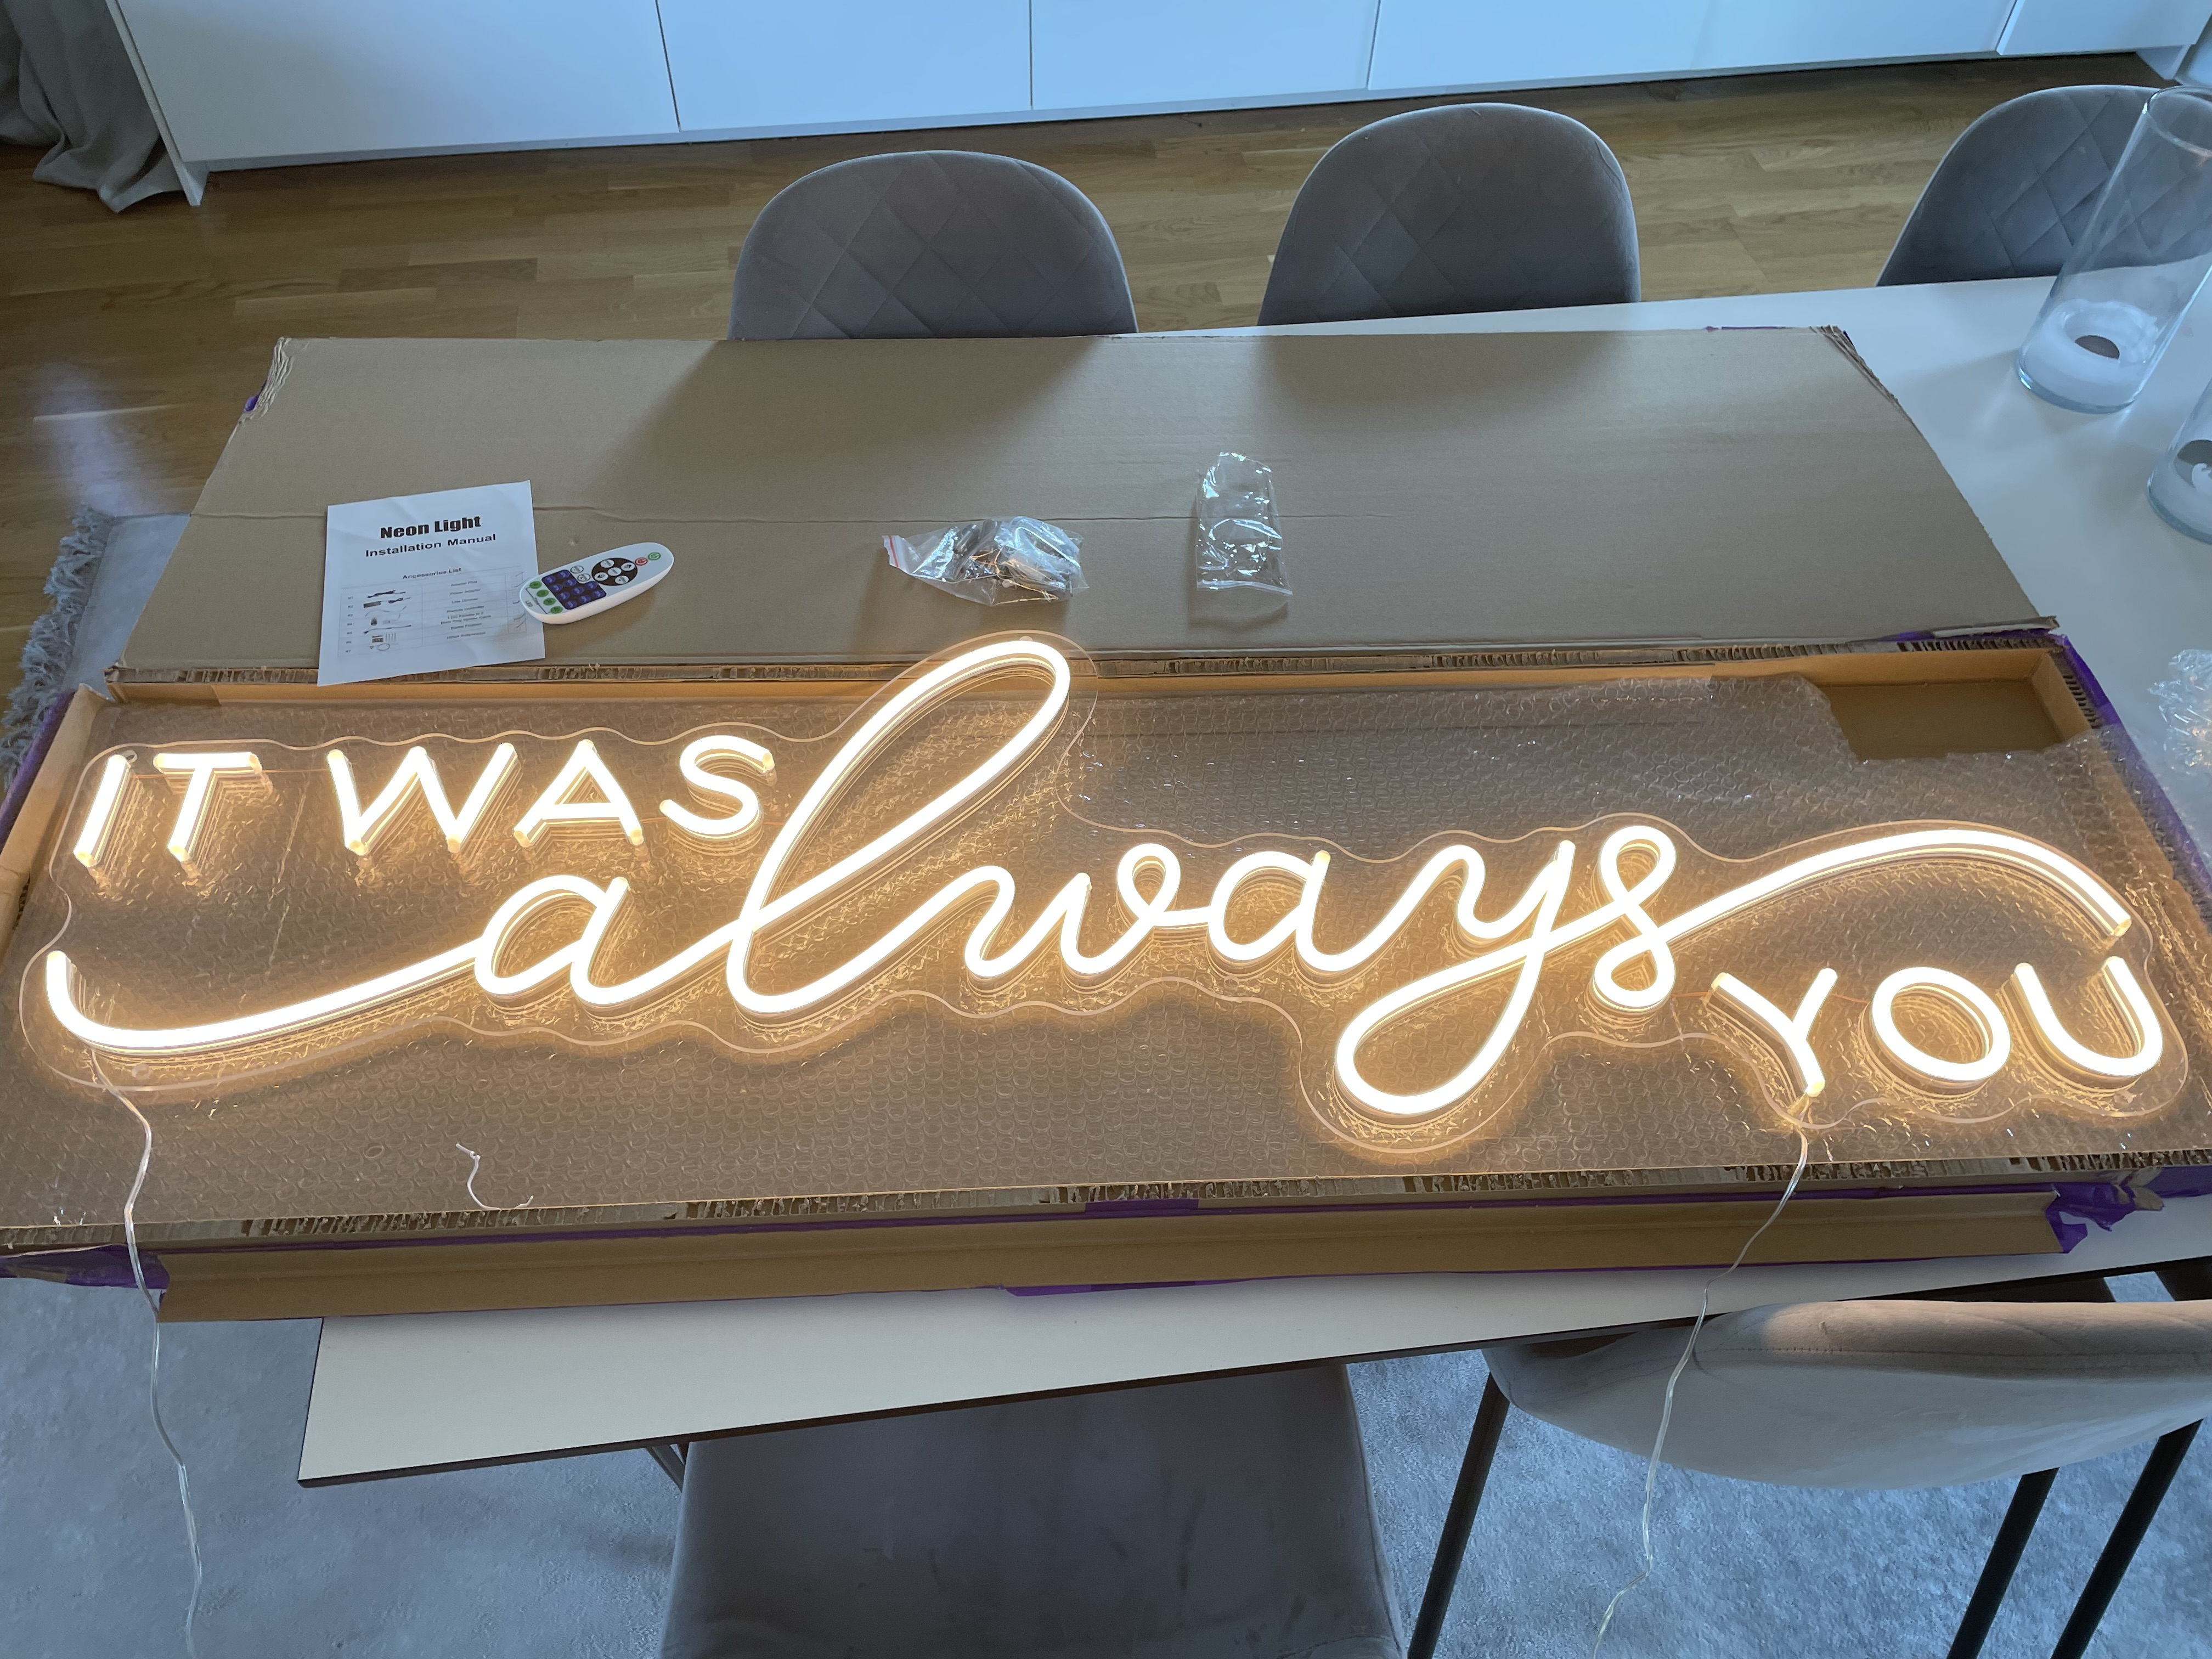 IT WAS
always
YOU
Neon Light
Installation Manual
Accessories List